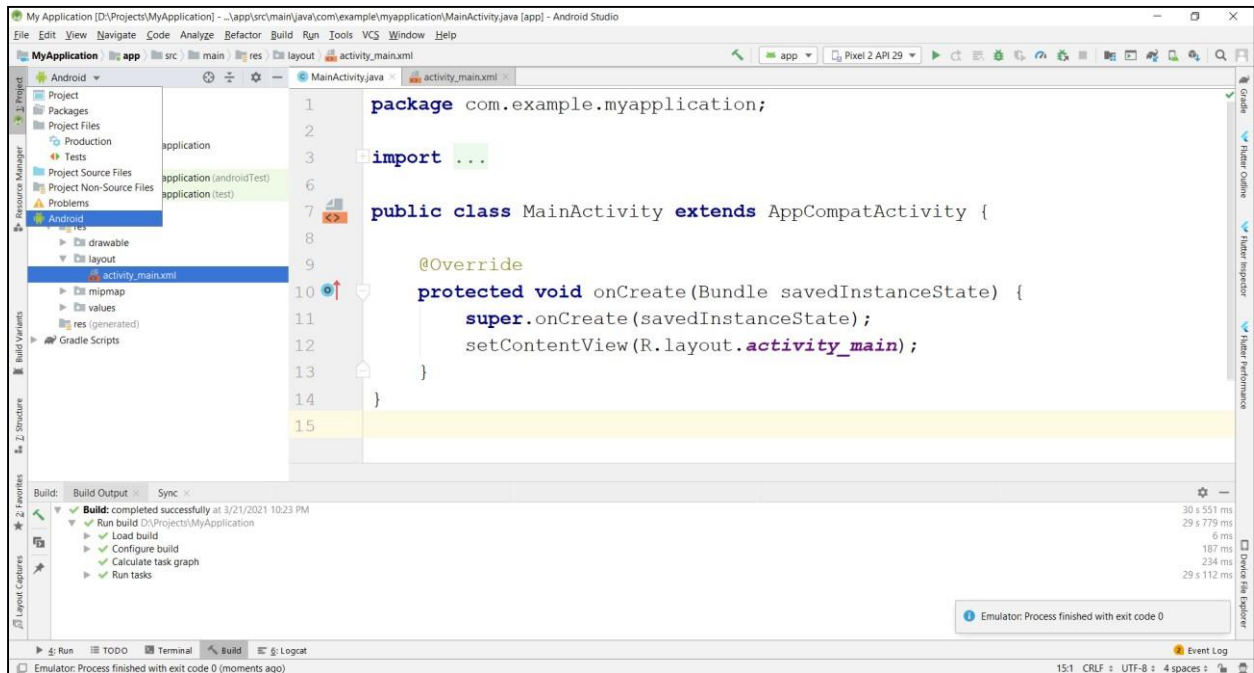 My Application [D:\Projects\MyApplication] - ...\app\src\main\java\com\example\myapplication\MainActivity.java [app] - Android Studio
File Edit View Navigate Code Analyze Refactor Build Run Tools VCS Window Help
MyApplication app src main res layout activity_main.xml
app Pixel 2 API 29
Android
MainActivity.java activity_main.xml
1: Project
Resource Manager
Build Variants
7: Structure
2: Favorites
Layout Captures
Project
Packages
Project Files
Production
Tests
Project Source Files
Project Non-Source Files
Problems
Android
application
application (androidTest)
application (test)
res
drawable
layout
activity_main.xml
mipmap
values
res (generated)
Gradle Scripts
1 package com.example.myapplication;
2
3 import ...
6
7 public class MainActivity extends AppCompatActivity {
8
9 @Override
10 protected void onCreate(Bundle savedInstanceState) {
11 super.onCreate(savedInstanceState);
12 setContentView(R.layout.activity_main);
13 }
14 }
15
Gradle
Flutter Outline
Flutter Inspector
Flutter Performance
Device File Explorer
Build: Build Output Sync
Build: completed successfully at 3/21/2021 10:23 PM 30 s 551 ms
Run build D:\Projects\MyApplication 29 s 779 ms
Load build 6 ms
Configure build 187 ms
Calculate task graph 234 ms
Run tasks 29 s 112 ms
Emulator: Process finished with exit code 0
4: Run TODO Terminal Build 6: Logcat 2 Event Log
Emulator: Process finished with exit code 0 (moments ago) 15:1 CRLF UTF-8 4 spaces